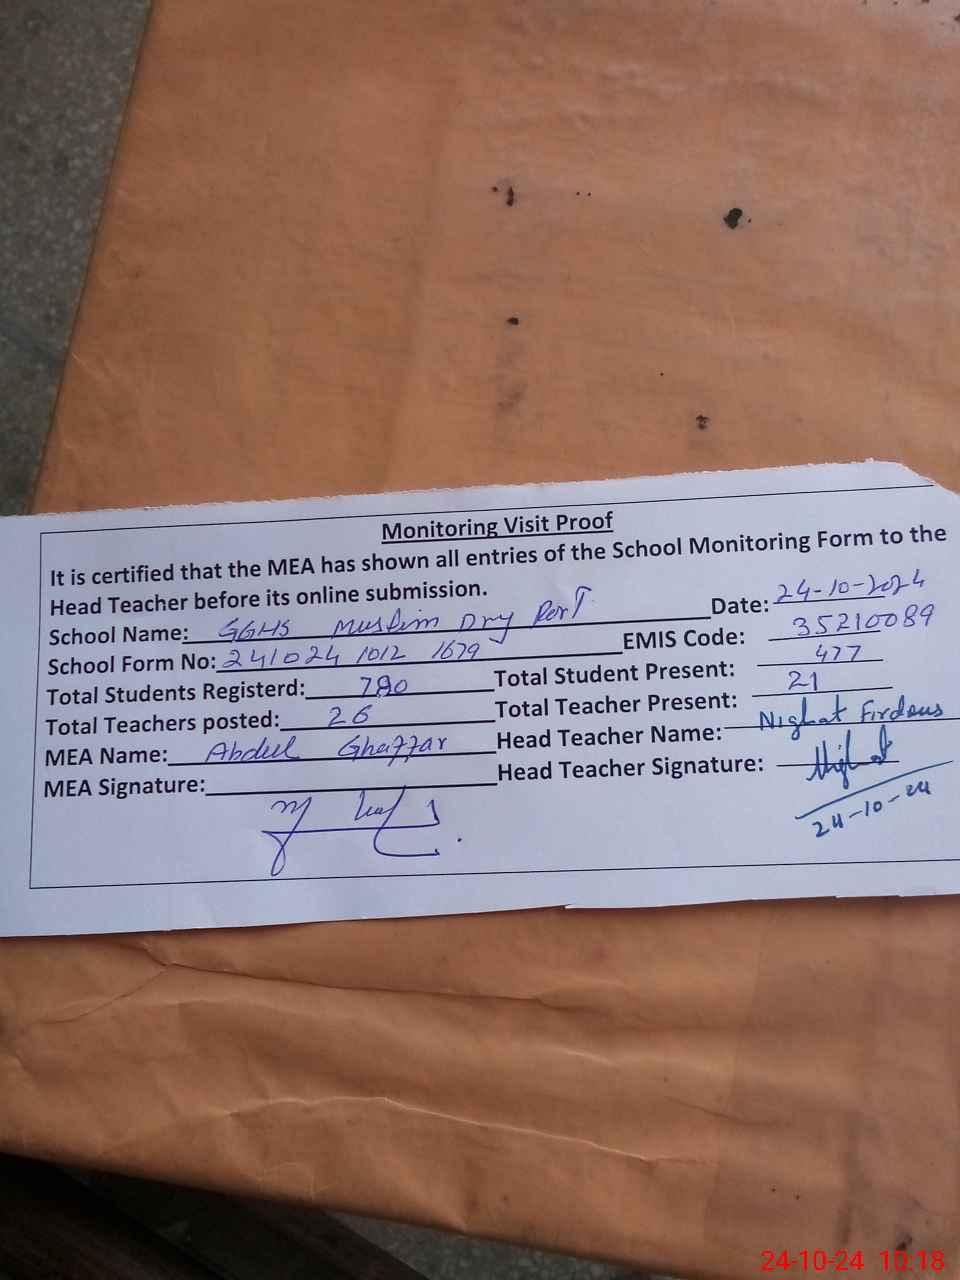 Monitoring Visit Proof
It is certified that the MEA has shown all entries of the School Monitoring Form to the
Head Teacher before its online submission.
School Name: GGHS Muslim Dry Port Date: 24-10-2024
School Form No: 241024 1012 1679 EMIS Code: 35210089
Total Students Registerd: 780 Total Student Present: 477
Total Teachers posted: 26 Total Teacher Present: 21
MEA Name: Abdul Ghaffar Head Teacher Name: Nighat Firdous
MEA Signature: Head Teacher Signature: Nighat
24-10-24
24-10-24 10:18